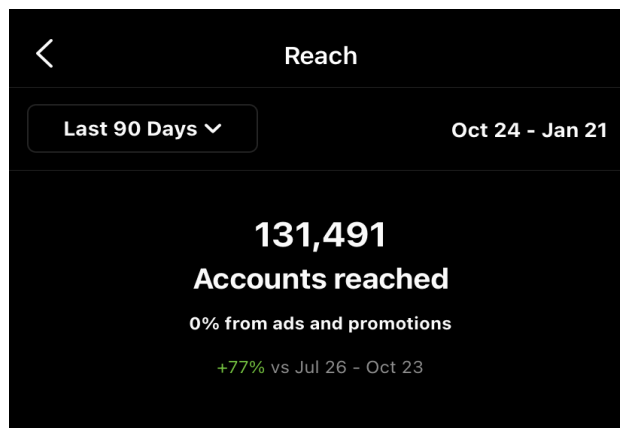 Reach
Last 90 Days
Oct 24 - Jan 21
131,491
Accounts reached
0% from ads and promotions
+77% vs Jul 26 - Oct 23